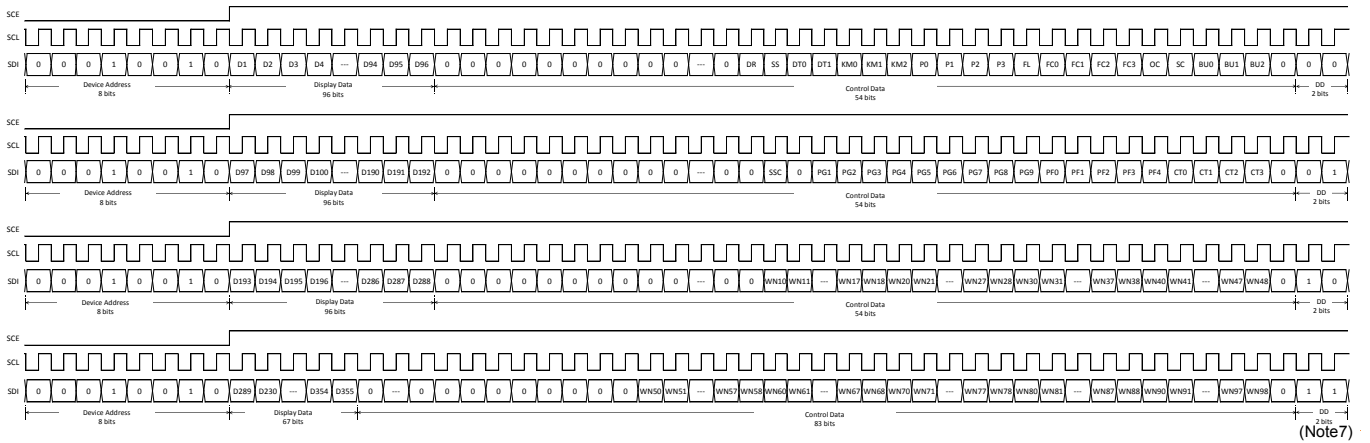 SCE
SCL
SDI 0 0 0 1 0 0 1 0 D1 D2 D3 D4 --- D94 D95 D96 0 0 0 0 0 0 0 0 0 0 --- 0 DR SS DT0 DT1 KM0 KM1 KM2 P0 P1 P2 P3 FL FC0 FC1 FC2 FC3 OC SC BU0 BU1 BU2 0 0 0
Device Address Display Data Control Data DD
8 bits 96 bits 54 bits 2 bits
SCE
SCL
SDI 0 0 0 1 0 0 1 0 D97 D98 D99 D100 --- D190 D191 D192 0 0 0 0 0 0 0 0 0 0 --- 0 0 SSC 0 PG1 PG2 PG3 PG4 PG5 PG6 PG7 PG8 PG9 PF0 PF1 PF2 PF3 PF4 CT0 CT1 CT2 CT3 0 0 1
Device Address Display Data Control Data DD
8 bits 96 bits 54 bits 2 bits
SCE
SCL
SDI 0 0 0 1 0 0 1 0 D193 D194 D195 D196 --- D286 D287 D288 0 0 0 0 0 0 0 0 0 0 --- 0 0 WN10 WN11 --- WN17 WN18 WN20 WN21 --- WN27 WN28 WN30 WN31 --- WN37 WN38 WN40 WN41 --- WN47 WN48 0 1 0
Device Address Display Data Control Data DD
8 bits 96 bits 54 bits 2 bits
SCE
SCL
SDI 0 0 0 1 0 0 1 0 D289 D230 --- D354 D355 0 --- 0 0 0 0 0 0 0 0 0 WN50 WN51 --- WN57 WN58 WN60 WN61 --- WN67 WN68 WN70 WN71 --- WN77 WN78 WN80 WN81 --- WN87 WN88 WN90 WN91 --- WN97 WN98 0 1 1
Device Address Display Data Control Data DD
8 bits 67 bits 83 bits 2 bits
(Note7)